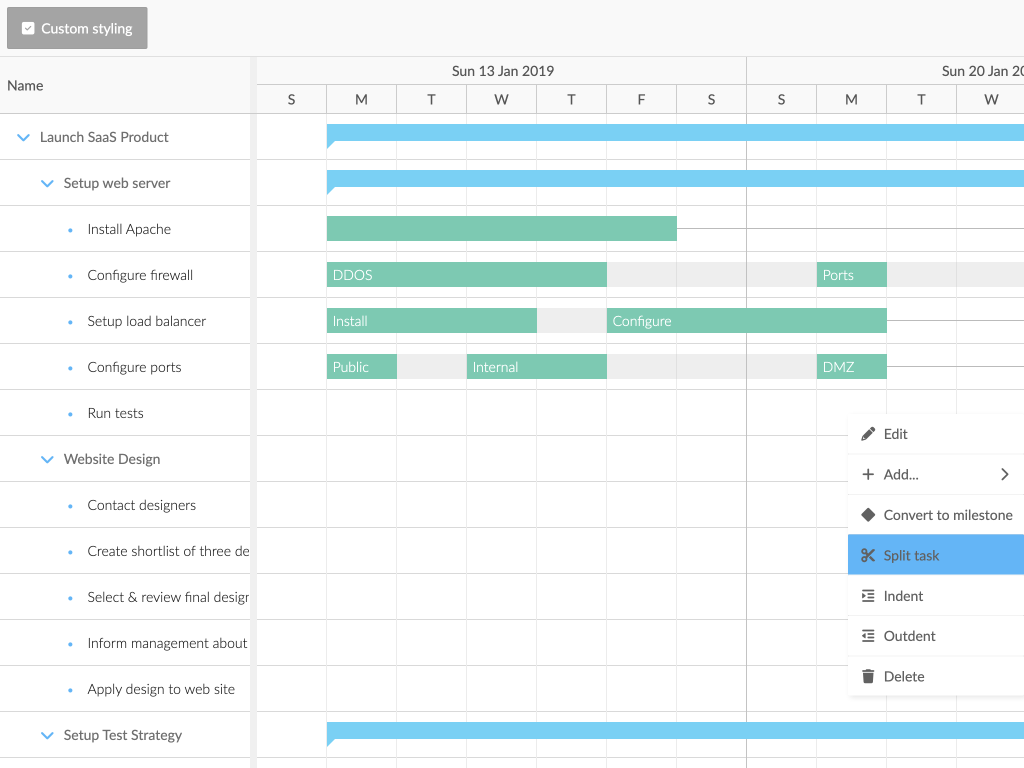 Custom styling
Name
Sun 13 Jan 2019
Sun 20 Jan 20
S M T W T F S S M T W
Launch SaaS Product
Setup web server
Install Apache
Configure firewall
DDOS
Ports
Setup load balancer
Install
Configure
Configure ports
Public
Internal
DMZ
Run tests
Edit
Website Design
Add...
Contact designers
Convert to milestone
Create shortlist of three de
Split task
Select & review final desigr
Indent
Inform management about
Outdent
Apply design to web site
Delete
Setup Test Strategy